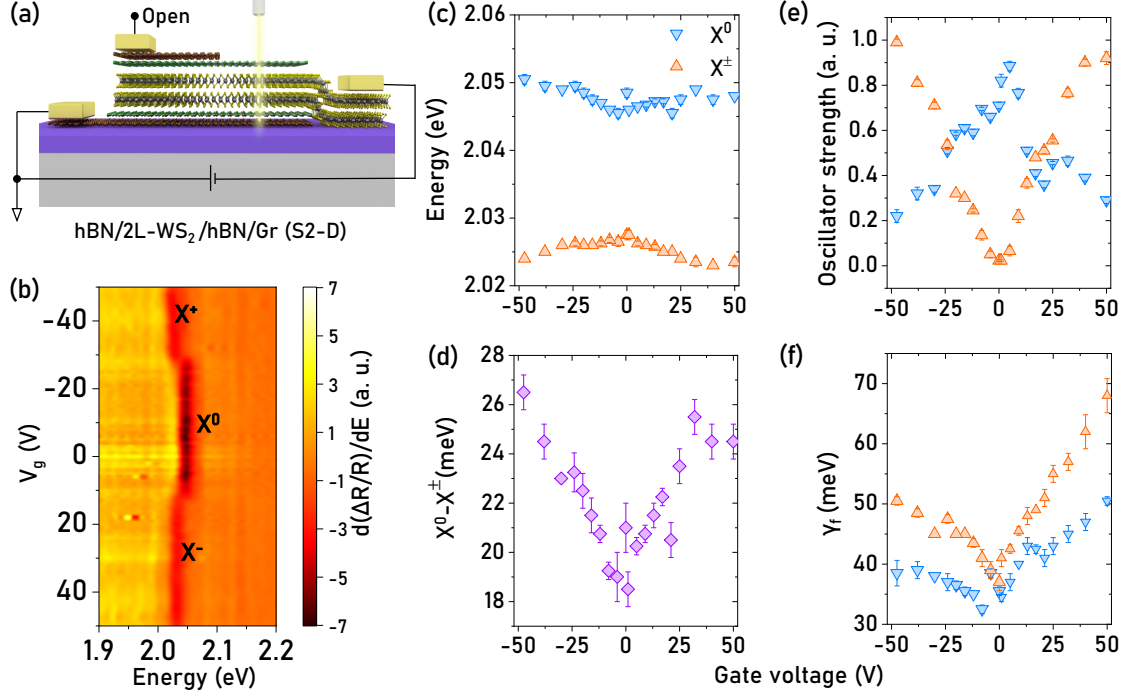 (a)
Open
hBN/2L-WS₂/hBN/Gr (S2-D)
(b)
X⁺
X⁰
X⁻
-40
-20
0
20
40
V_g (V)
1.9 2.0 2.1 2.2
Energy (eV)
7
5
3
1
-1
-3
-5
-7
d(ΔR/R)/dE (a. u.)
(c)
2.06
2.05
2.04
2.03
2.02
Energy (eV)
X⁰
X±
-50 -25 0 25 50
(d)
28
26
24
22
20
18
X⁰-X± (meV)
-50 -25 0 25 50
(e)
1.0
0.8
0.6
0.4
0.2
0.0
Oscillator strength (a. u.)
-50 -25 0 25 50
(f)
70
60
50
40
30
γ_f (meV)
-50 -25 0 25 50
Gate voltage (V)